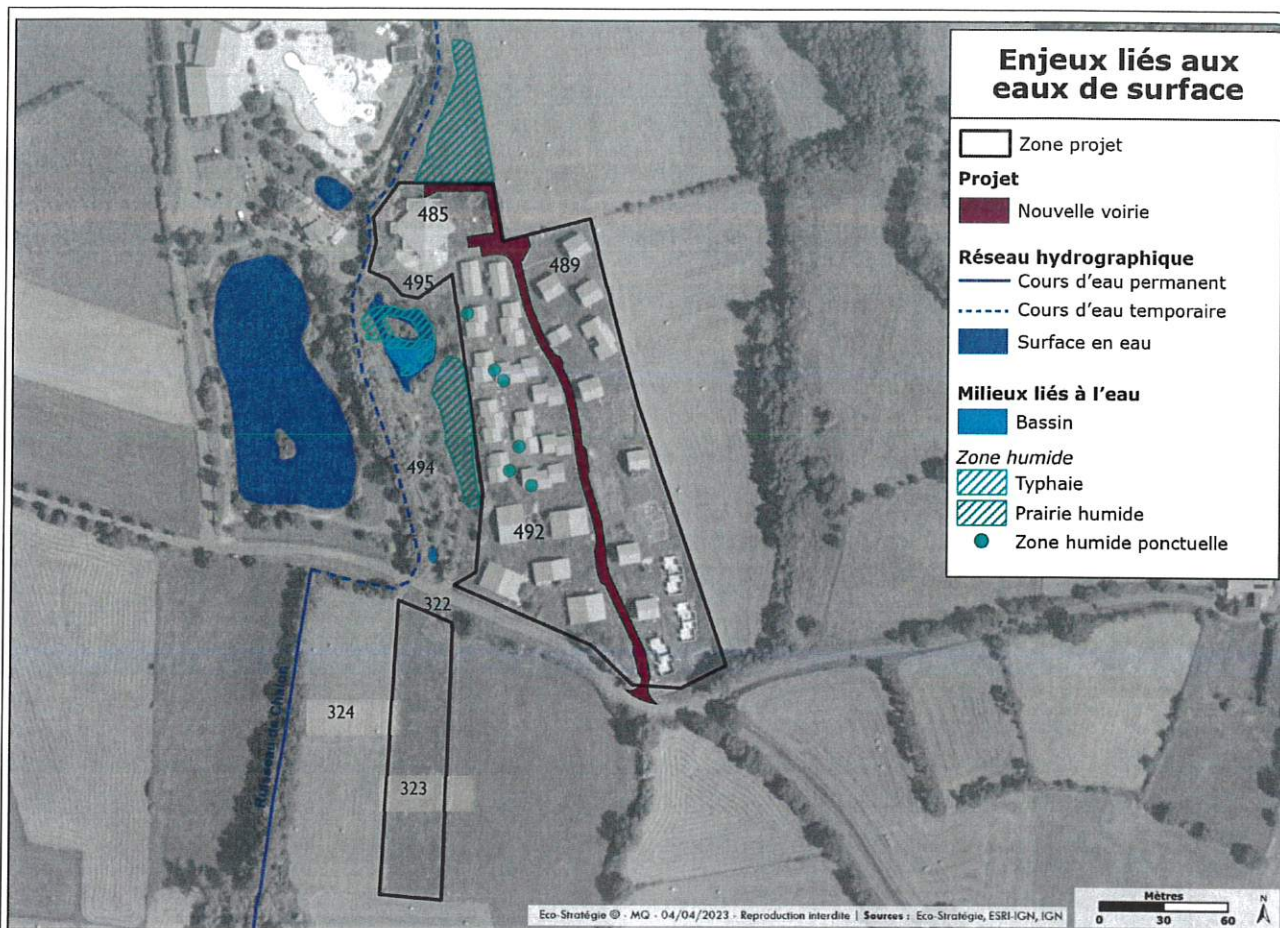 Enjeux liés aux
eaux de surface
Zone projet
Projet
Nouvelle voirie
Réseau hydrographique
Cours d'eau permanent
Cours d'eau temporaire
Surface en eau
Milieux liés à l'eau
Bassin
Zone humide
Typhaie
Prairie humide
Zone humide ponctuelle
485
495
489
494
492
322
324
323
Ruisseau de
Eco-Stratégie © - MQ - 04/04/2023 - Reproduction interdite | Sources : Eco-Stratégie, ESRI-IGN, IGN
Mètres
0 30 60
N